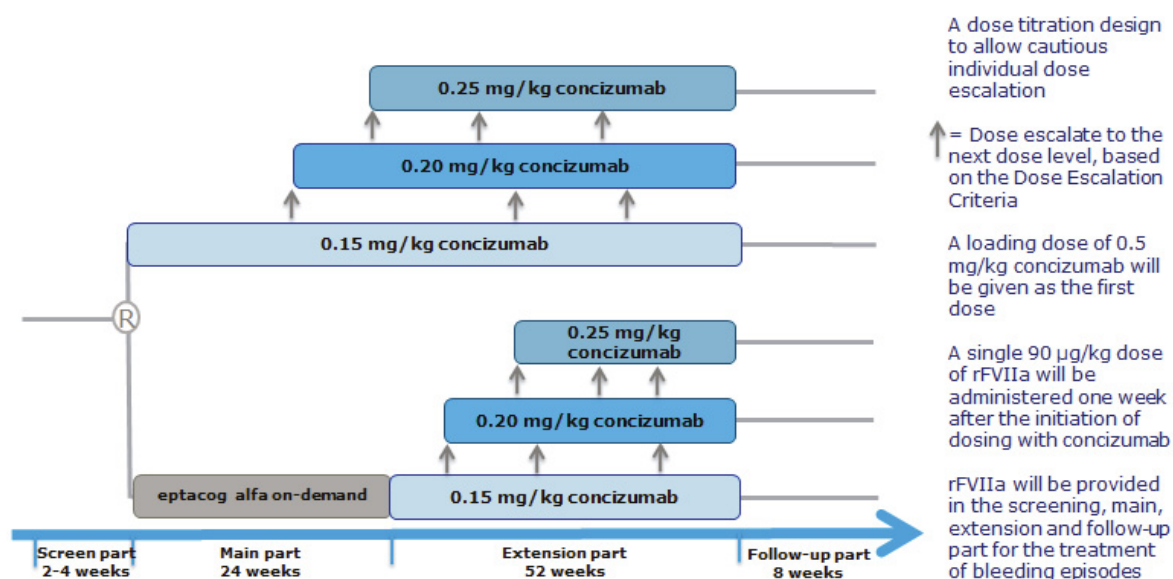 0.25 mg/kg concizumab
0.20 mg/kg concizumab
0.15 mg/kg concizumab
R
0.25 mg/kg
concizumab
0.20 mg/kg concizumab
eptacog alfa on-demand
0.15 mg/kg concizumab
Screen part
2-4 weeks
Main part
24 weeks
Extension part
52 weeks
Follow-up part
8 weeks
A dose titration design
to allow cautious
individual dose
escalation
= Dose escalate to the
next dose level, based
on the Dose Escalation
Criteria
A loading dose of 0.5
mg/kg concizumab will
be given as the first
dose
A single 90 µg/kg dose
of rFVIIa will be
administered one week
after the initiation of
dosing with concizumab
rFVIIa will be provided
in the screening, main,
extension and follow-up
part for the treatment
of bleeding episodes